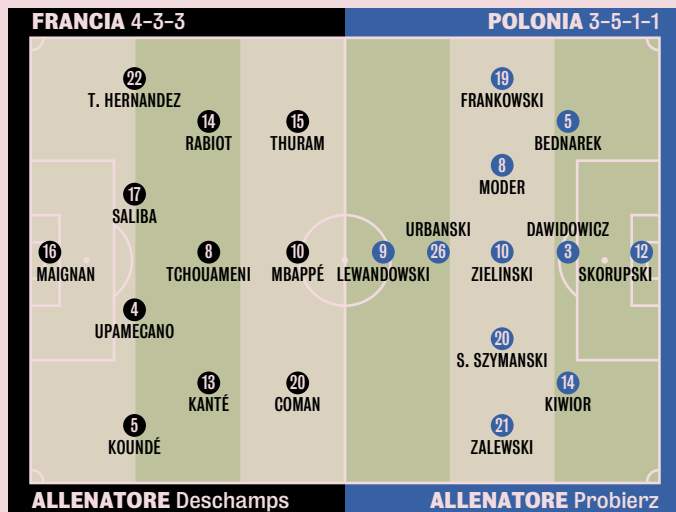 FRANCIA 4-3-3
POLONIA 3-5-1-1
22
T. HERNANDEZ
14
RABIOT
15
THURAM
17
SALIBA
16
MAIGNAN
8
TCHOUAMENI
10
MBAPPÉ
4
UPAMECANO
13
KANTÉ
20
COMAN
5
KOUNDÉ
19
FRANKOWSKI
5
BEDNAREK
8
MODER
9
LEWANDOWSKI
URBANSKI
26
10
ZIELINSKI
DAWIDOWICZ
3
12
SKORUPSKI
20
S. SZYMANSKI
14
KIWIOR
21
ZALEWSKI
ALLENATORE Deschamps
ALLENATORE Probierz